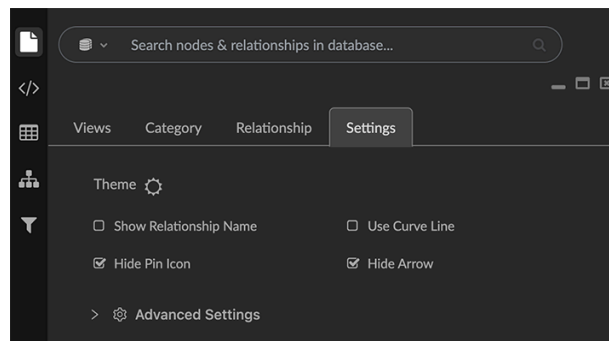 Search nodes & relationships in database...
</>
Views Category Relationship Settings
Theme
Show Relationship Name Use Curve Line
Hide Pin Icon Hide Arrow
> Advanced Settings